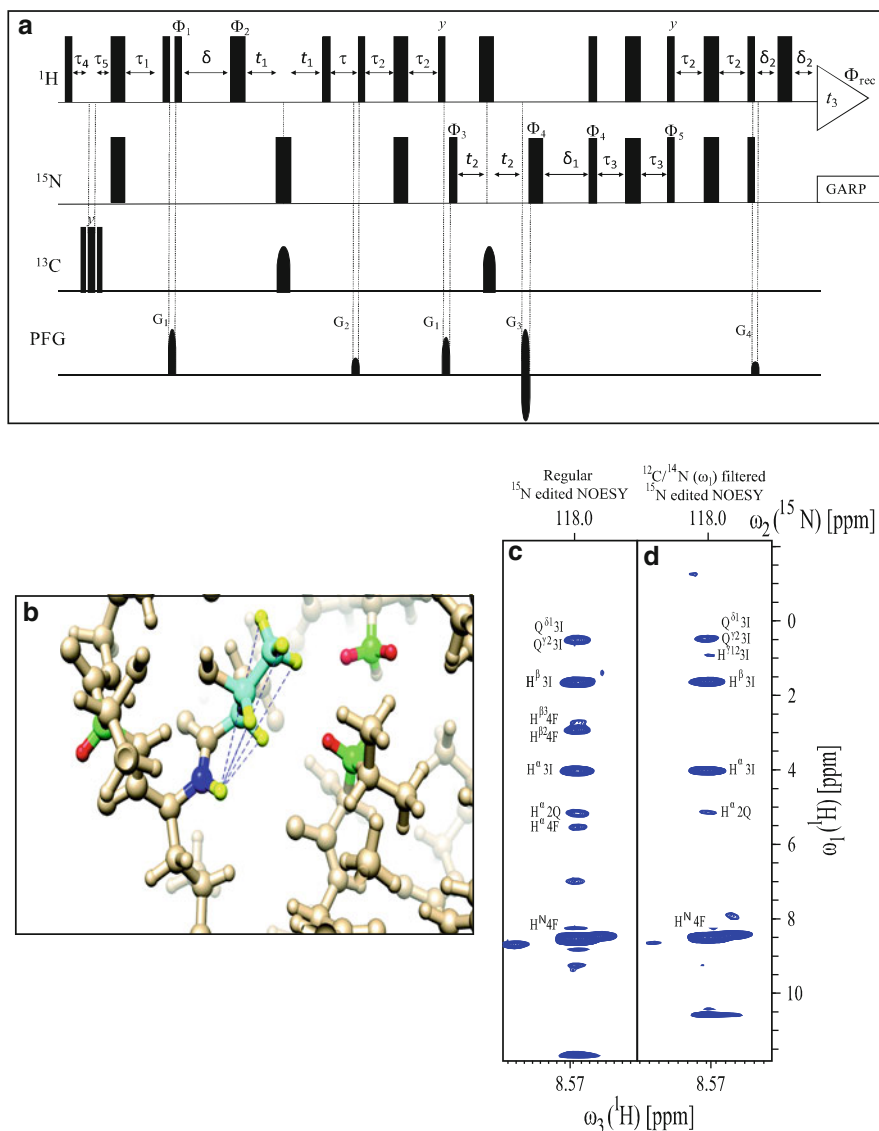 a
Φ1 Φ2 y y Φrec
1H τ4 τ5 τ1 δ t1 t1 τ τ2 τ2 τ2 τ2 δ2 δ2 t3
Φ3 Φ4 Φ4 Φ5
15N t2 t2 δ1 τ3 τ3 GARP
y
13C
G1 G2 G1 G3 G4
PFG
Regular
15N edited NOESY
12C/14N (ω1) filtered
15N edited NOESY
118.0 118.0 ω2(15N) [ppm]
b
c
d
Qδ13I
Qγ23I
Hβ3I
Hβ34F
Hβ24F
Hα3I
Hα2Q
Hα4F
HN4F
Qδ13I
Qγ23I
Hγ123I
Hβ3I
Hα3I
Hα2Q
HN4F
0
2
4
6
8
10
ω1(1H) [ppm]
8.57 8.57
ω3(1H) [ppm]